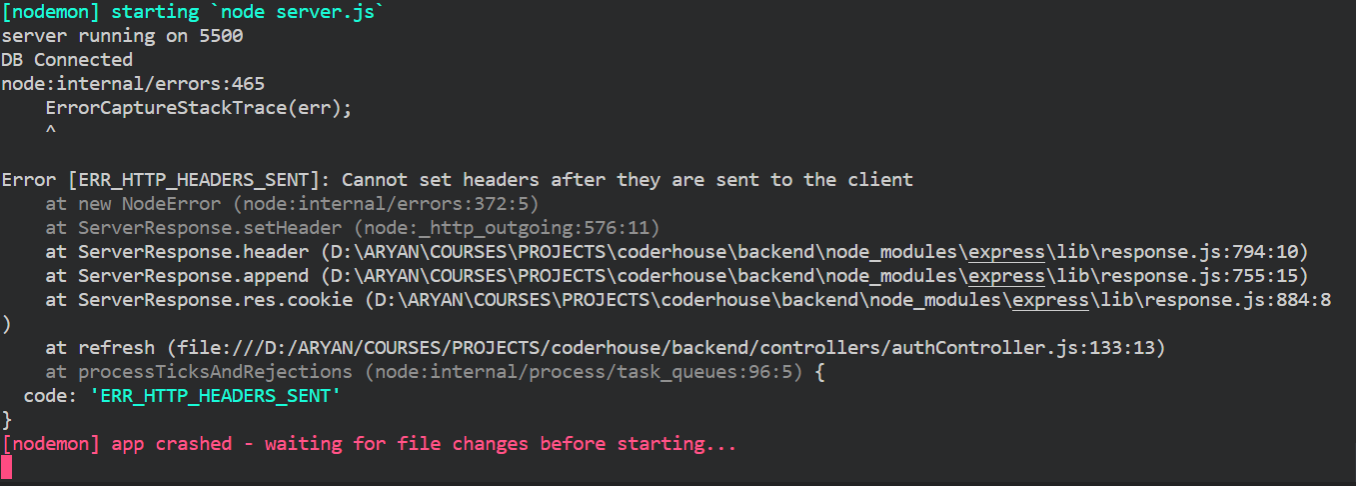 [nodemon] starting `node server.js`
server running on 5500
DB Connected
node:internal/errors:465
    ErrorCaptureStackTrace(err);
    ^
Error [ERR_HTTP_HEADERS_SENT]: Cannot set headers after they are sent to the client
    at new NodeError (node:internal/errors:372:5)
    at ServerResponse.setHeader (node:_http_outgoing:576:11)
    at ServerResponse.header (D:\ARYAN\COURSES\PROJECTS\coderhouse\backend\node_modules\express\lib\response.js:794:10)
    at ServerResponse.append (D:\ARYAN\COURSES\PROJECTS\coderhouse\backend\node_modules\express\lib\response.js:755:15)
    at ServerResponse.res.cookie (D:\ARYAN\COURSES\PROJECTS\coderhouse\backend\node_modules\express\lib\response.js:884:8
)
    at refresh (file:///D:/ARYAN/COURSES/PROJECTS/coderhouse/backend/controllers/authController.js:133:13)
    at processTicksAndRejections (node:internal/process/task_queues:96:5) {
  code: 'ERR_HTTP_HEADERS_SENT'
}
[nodemon] app crashed - waiting for file changes before starting...